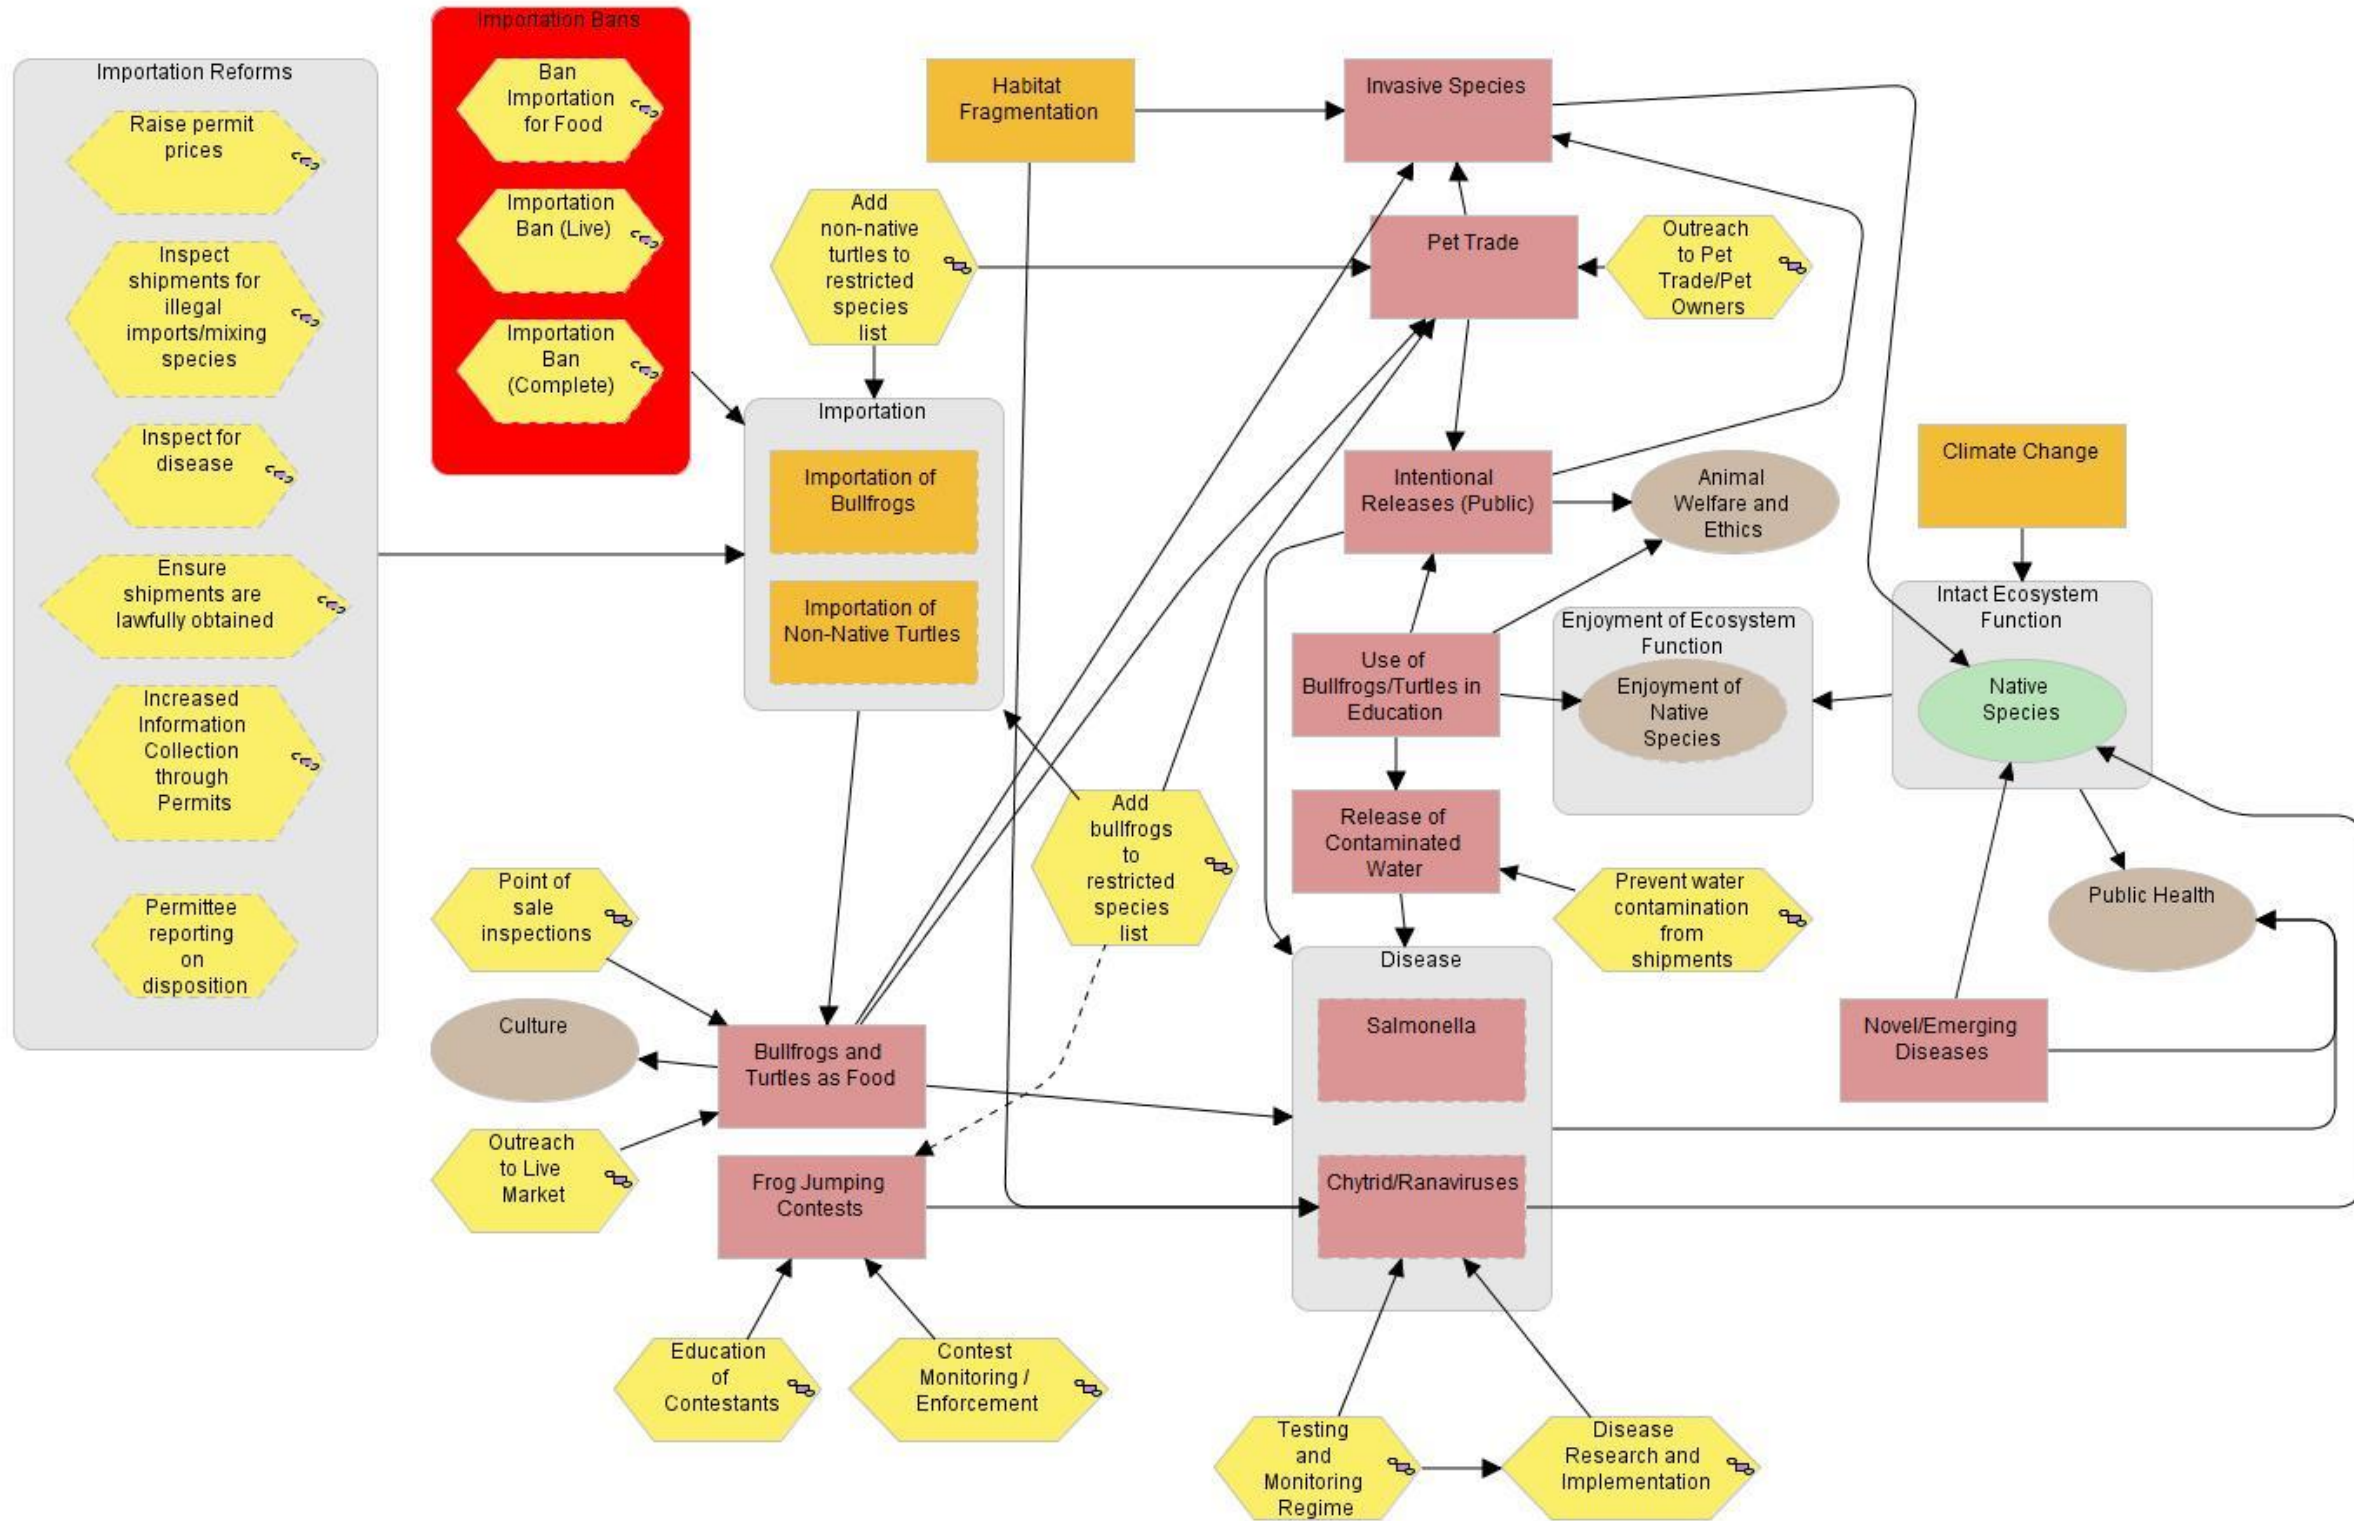 Importation Reforms
Raise permit
prices
Inspect
shipments for
illegal
imports/mixing
species
Inspect for
disease
Ensure
shipments are
lawfully obtained
Increased
Information
Collection
through
Permits
Permittee
reporting
on
disposition
Importation Bans
Ban
Importation
for Food
Importation
Ban (Live)
Importation
Ban
(Complete)
Add
non-native
turtles to
restricted
species
list
Importation
Importation of
Bullfrogs
Importation of
Non-Native Turtles
Habitat
Fragmentation
Invasive Species
Pet Trade
Outreach
to Pet
Trade/Pet
Owners
Intentional
Releases (Public)
Animal
Welfare and
Ethics
Climate Change
Use of
Bullfrogs/Turtles in
Education
Enjoyment of Ecosystem
Function
Enjoyment of
Native
Species
Intact Ecosystem
Function
Native
Species
Add
bullfrogs
to
restricted
species
list
Release of
Contaminated
Water
Prevent water
contamination
from
shipments
Public Health
Point of
sale
inspections
Culture
Outreach
to Live
Market
Bullfrogs and
Turtles as Food
Frog Jumping
Contests
Disease
Salmonella
Chytrid/Ranaviruses
Novel/Emerging
Diseases
Education
of
Contestants
Contest
Monitoring /
Enforcement
Testing
and
Monitoring
Regime
Disease
Research and
Implementation